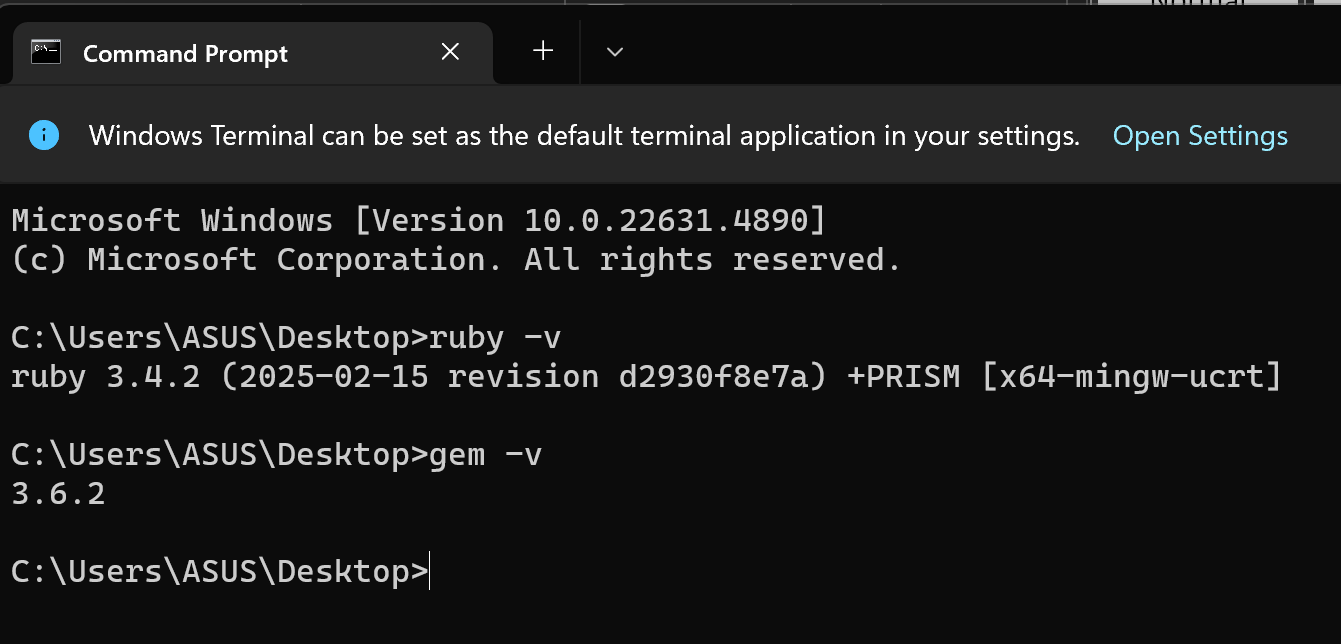 Command Prompt
Windows Terminal can be set as the default terminal application in your settings. Open Settings
Microsoft Windows [Version 10.0.22631.4890]
(c) Microsoft Corporation. All rights reserved.
C:\Users\ASUS\Desktop>ruby -v
ruby 3.4.2 (2025-02-15 revision d2930f8e7a) +PRISM [x64-mingw-ucrt]
C:\Users\ASUS\Desktop>gem -v
3.6.2
C:\Users\ASUS\Desktop>